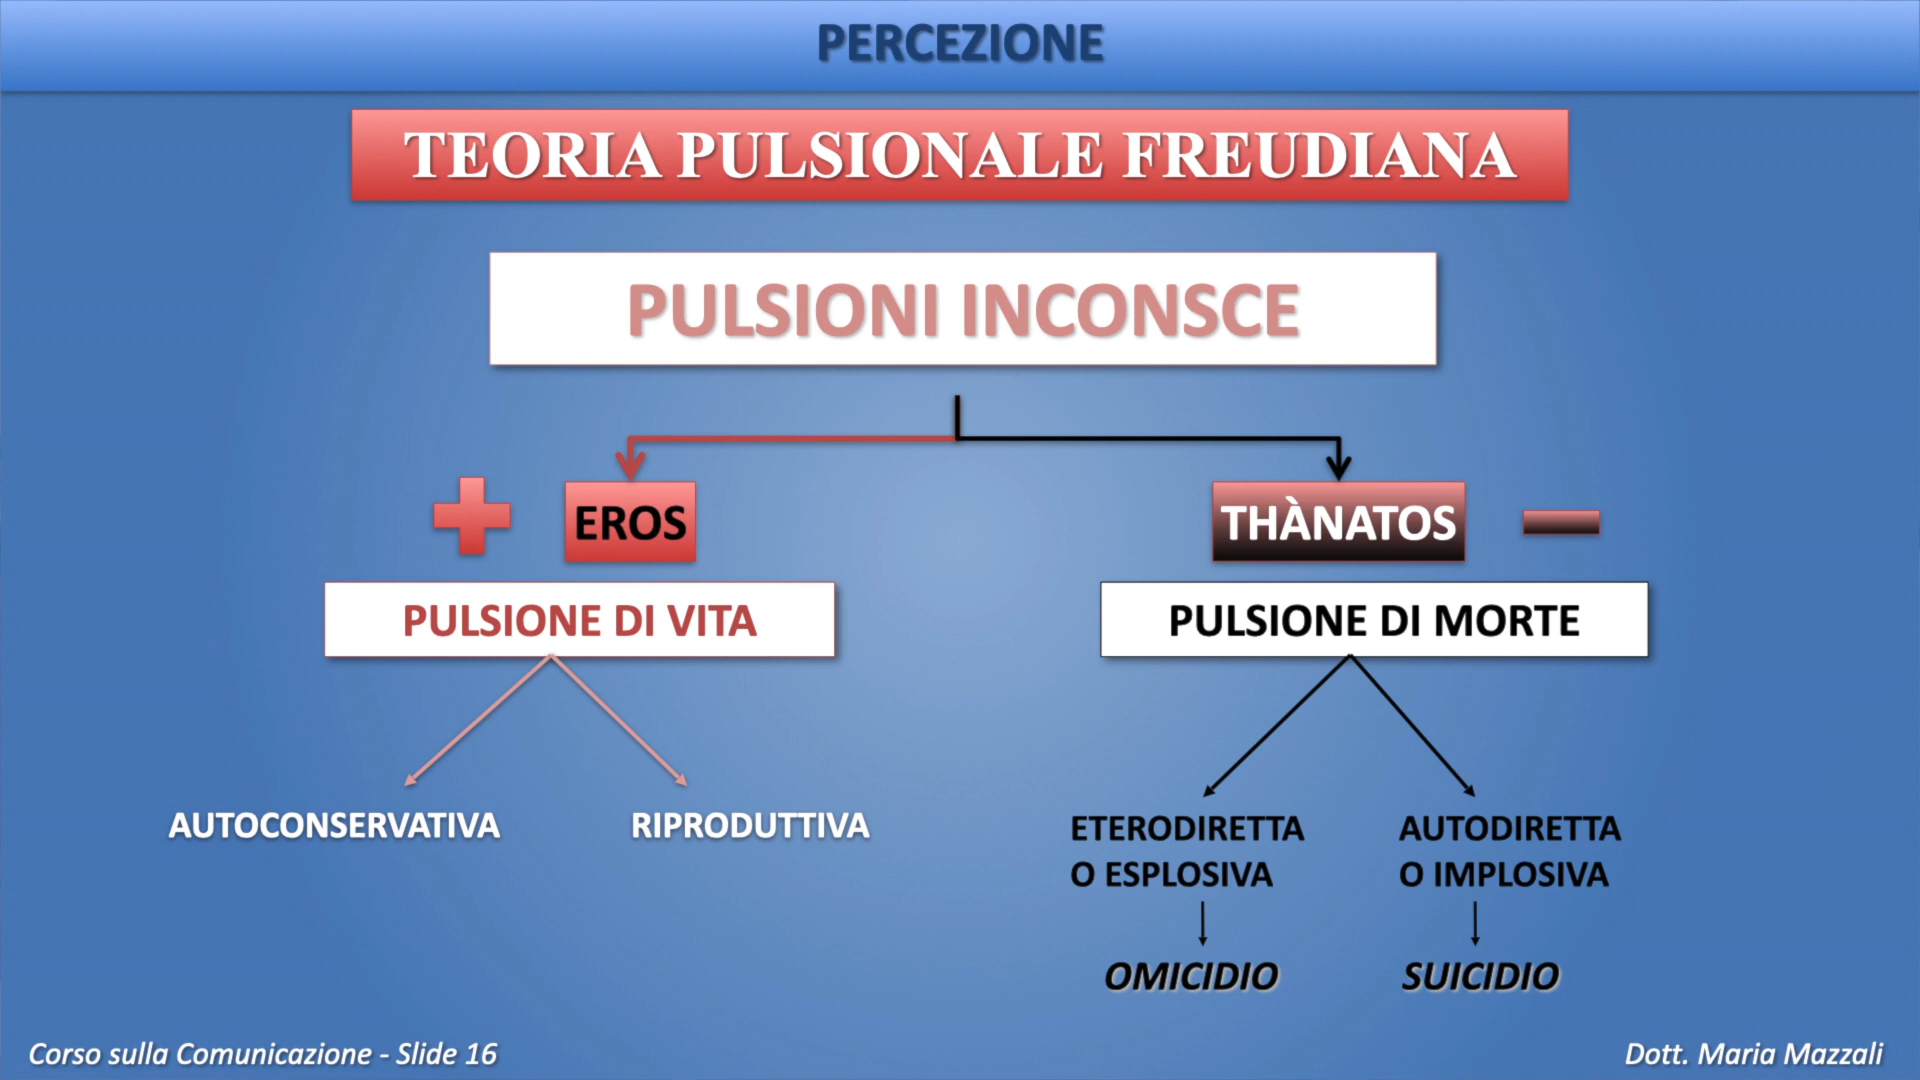 PERCEZIONE
TEORIA PULSIONALE FREUDIANA
PULSIONI INCONSCE
EROS
THÀNATOS
PULSIONE DI VITA
PULSIONE DI MORTE
AUTOCONSERVATIVA
RIPRODUTTIVA
ETERODIRETTA
O ESPLOSIVA
AUTODIRETTA
O IMPLOSIVA
OMICIDIO
SUICIDIO
Corso sulla Comunicazione - Slide 16
Dott. Maria Mazzali